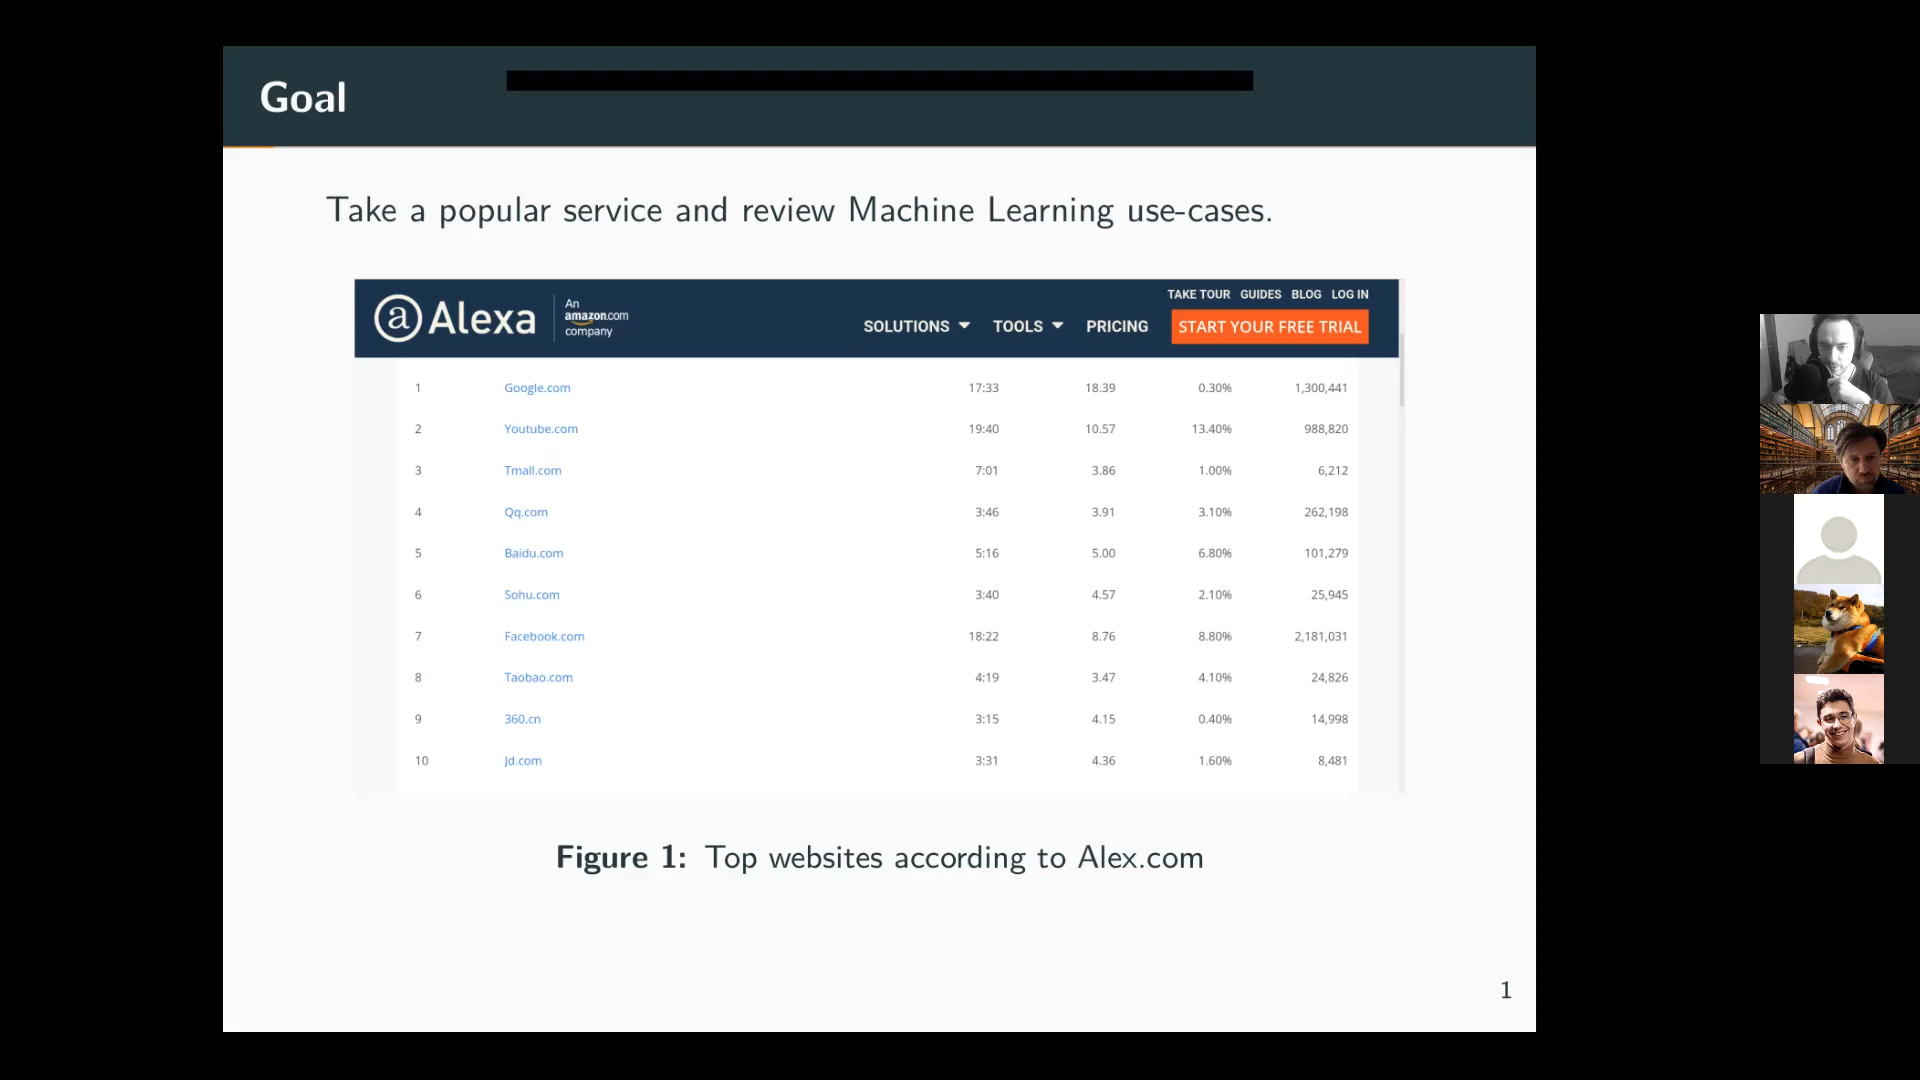 Goal
Take a popular service and review Machine Learning use-cases.
TAKE TOUR GUIDES BLOG LOG IN
a Alexa An amazon.com company
SOLUTIONS TOOLS PRICING START YOUR FREE TRIAL
1 Google.com 17:33 18.39 0.30% 1,300,441
2 Youtube.com 19:40 10.57 13.40% 988,820
3 Tmall.com 7:01 3.86 1.00% 6,212
4 Qq.com 3:46 3.91 3.10% 262,198
5 Baidu.com 5:16 5.00 6.80% 101,279
6 Sohu.com 3:40 4.57 2.10% 25,945
7 Facebook.com 18:22 8.76 8.80% 2,181,031
8 Taobao.com 4:19 3.47 4.10% 24,826
9 360.cn 3:15 4.15 0.40% 14,998
10 Jd.com 3:31 4.36 1.60% 8,481
Figure 1: Top websites according to Alex.com
1